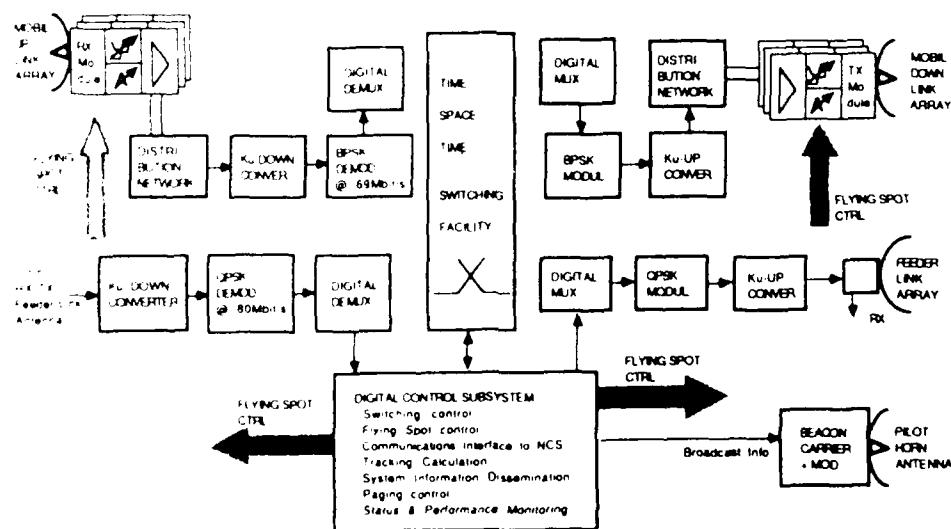 MOBIL
UP
LINK
ARRAY
RX
Mo
dule
FLYING
SPOT
CTRL
DISTRI
BUTION
NETWORK
Ku DOWN
CONVER
BPSK
DEMOD
@ 69Mbit s
DIGITAL
DEMUX
TIME
SPACE
TIME
SWITCHING
FACILITY
DIGITAL
MUX
BPSK
MODUL
Ku-UP
CONVER
DISTRI
BUTION
NETWORK
TX
Mo
dule
MOBIL
DOWN
LINK
ARRAY
FLYING SPOT
CTRL
Feeder Link
Antenna
Ku DOWN
CONVERTER
QPSK
DEMOD
@ 80Mbit s
DIGITAL
DEMUX
DIGITAL
MUX
QPSK
MODUL
Ku-UP
CONVER
RX
FEEDER
LINK
ARRAY
FLYING SPOT
CTRL
FLYING SPOT
CTRL
DIGITAL CONTROL SUBSYSTEM
Switching control
Flying Spot control
Communications Interface to NCS
Tracking Calculation
System Information Dissemination
Paging control
Status & Performance Monitoring
Broadcast Info
BEACON
CARRIER
+ MOD
PILOT
HORN
ANTENNA